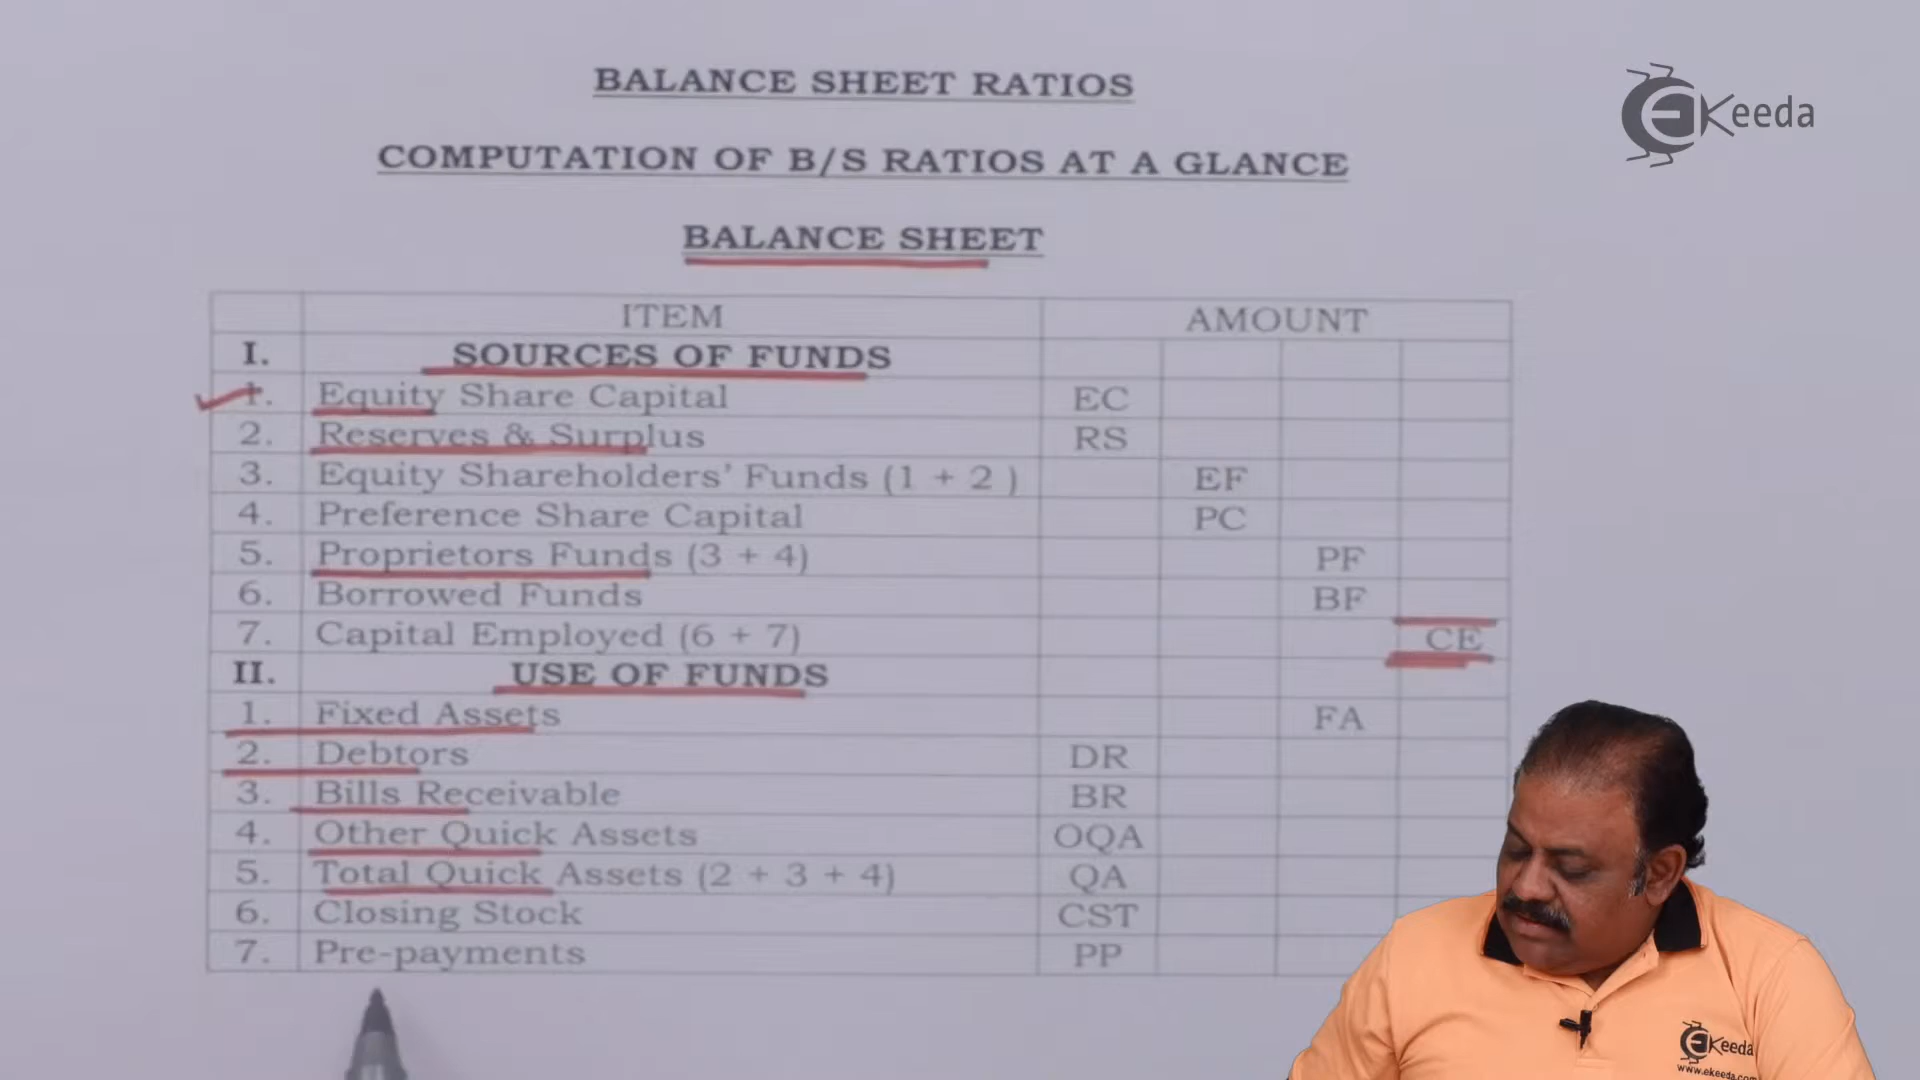 BALANCE SHEET RATIOS
EKeeda
COMPUTATION OF B/S RATIOS AT A GLANCE
BALANCE SHEET
ITEM AMOUNT
I. SOURCES OF FUNDS
1. Equity Share Capital EC
2. Reserves & Surplus RS
3. Equity Shareholders' Funds (1 + 2 ) EF
4. Preference Share Capital PC
5. Proprietors Funds (3 + 4) PF
6. Borrowed Funds BF
7. Capital Employed (6 + 7) CE
II. USE OF FUNDS
1. Fixed Assets FA
2. Debtors DR
3. Bills Receivable BR
4. Other Quick Assets OQA
5. Total Quick Assets (2 + 3 + 4) QA
6. Closing Stock CST
7. Pre-payments PP
EKeeda
www.ekeeda.com